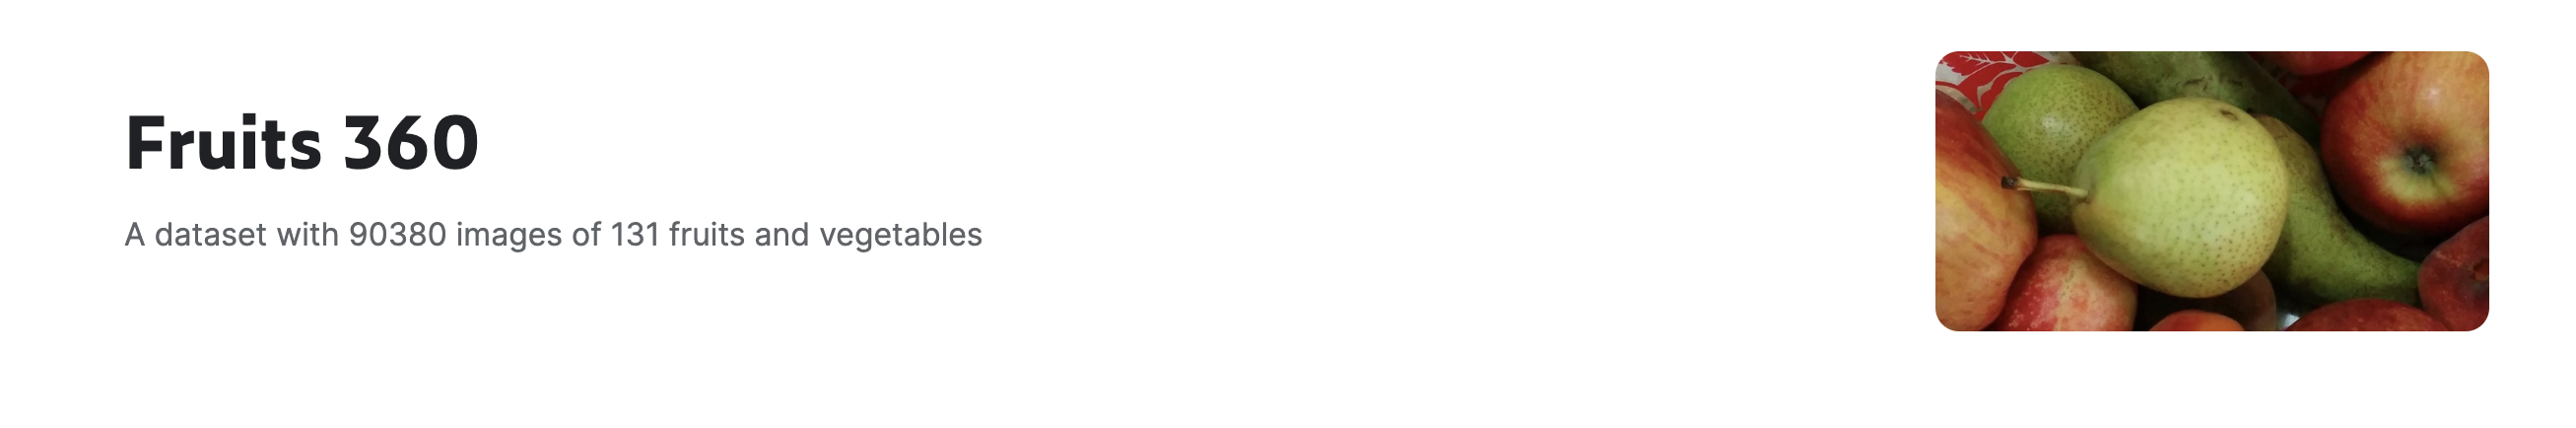 Fruits 360
A dataset with 90380 images of 131 fruits and vegetables